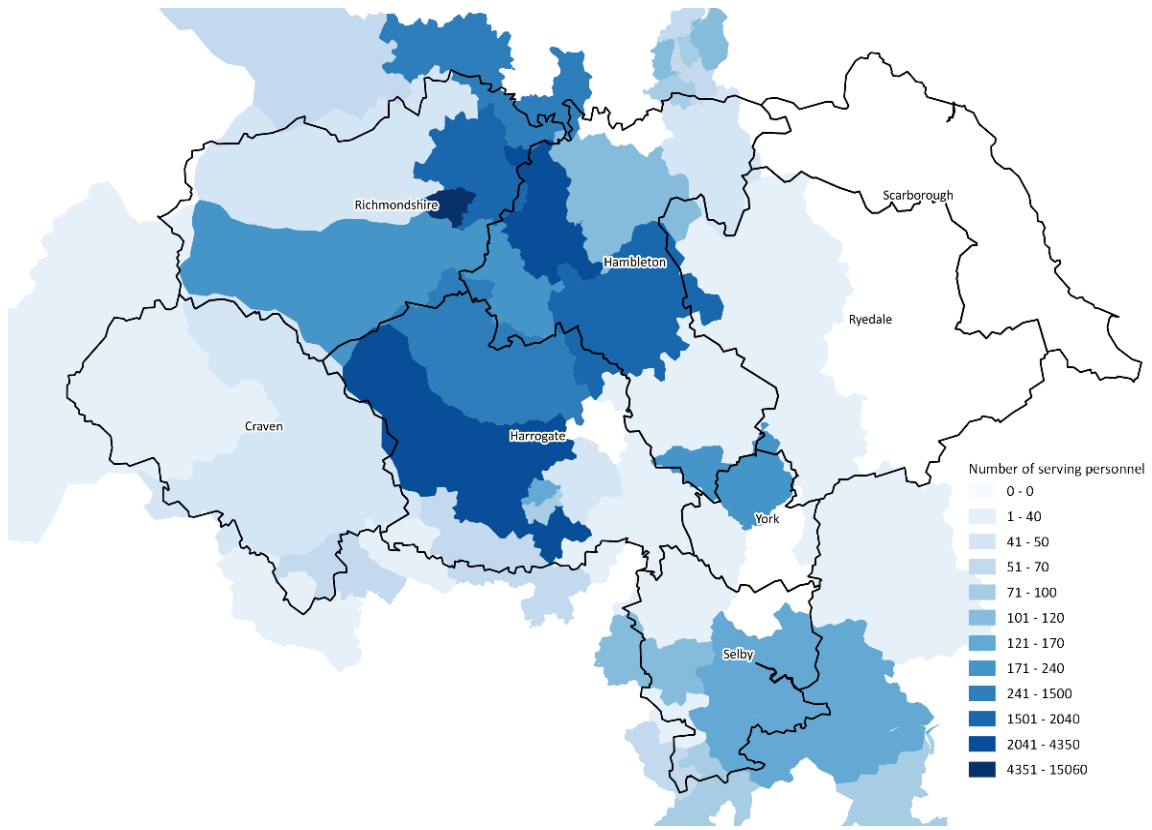 Scarborough
Richmondshire
Hambleton
Ryedale
Craven
Harrogate
York
Selby
Number of serving personnel
0 - 0
1 - 40
41 - 50
51 - 70
71 - 100
101 - 120
121 - 170
171 - 240
241 - 1500
1501 - 2040
2041 - 4350
4351 - 15060